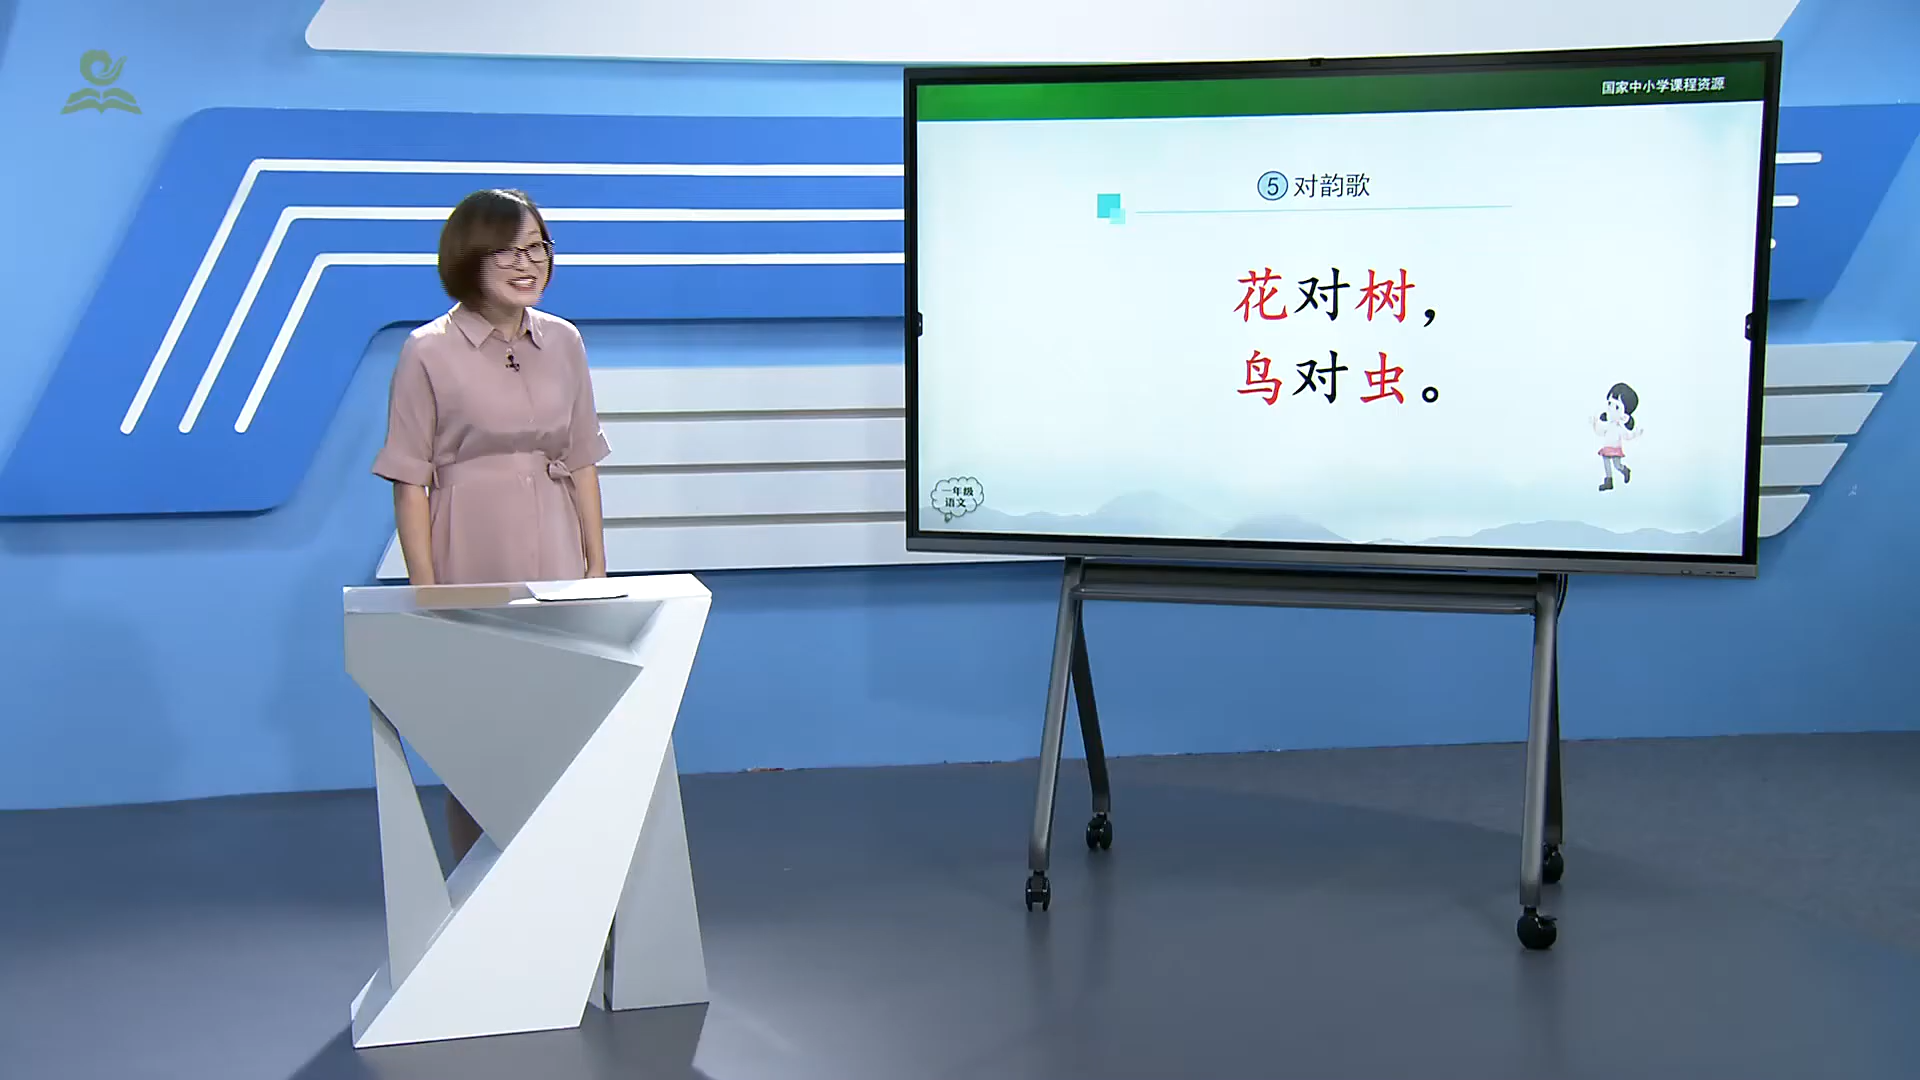 国家中小学课程资源
⑤对韵歌
花对树，
鸟对虫。
一年级
语文